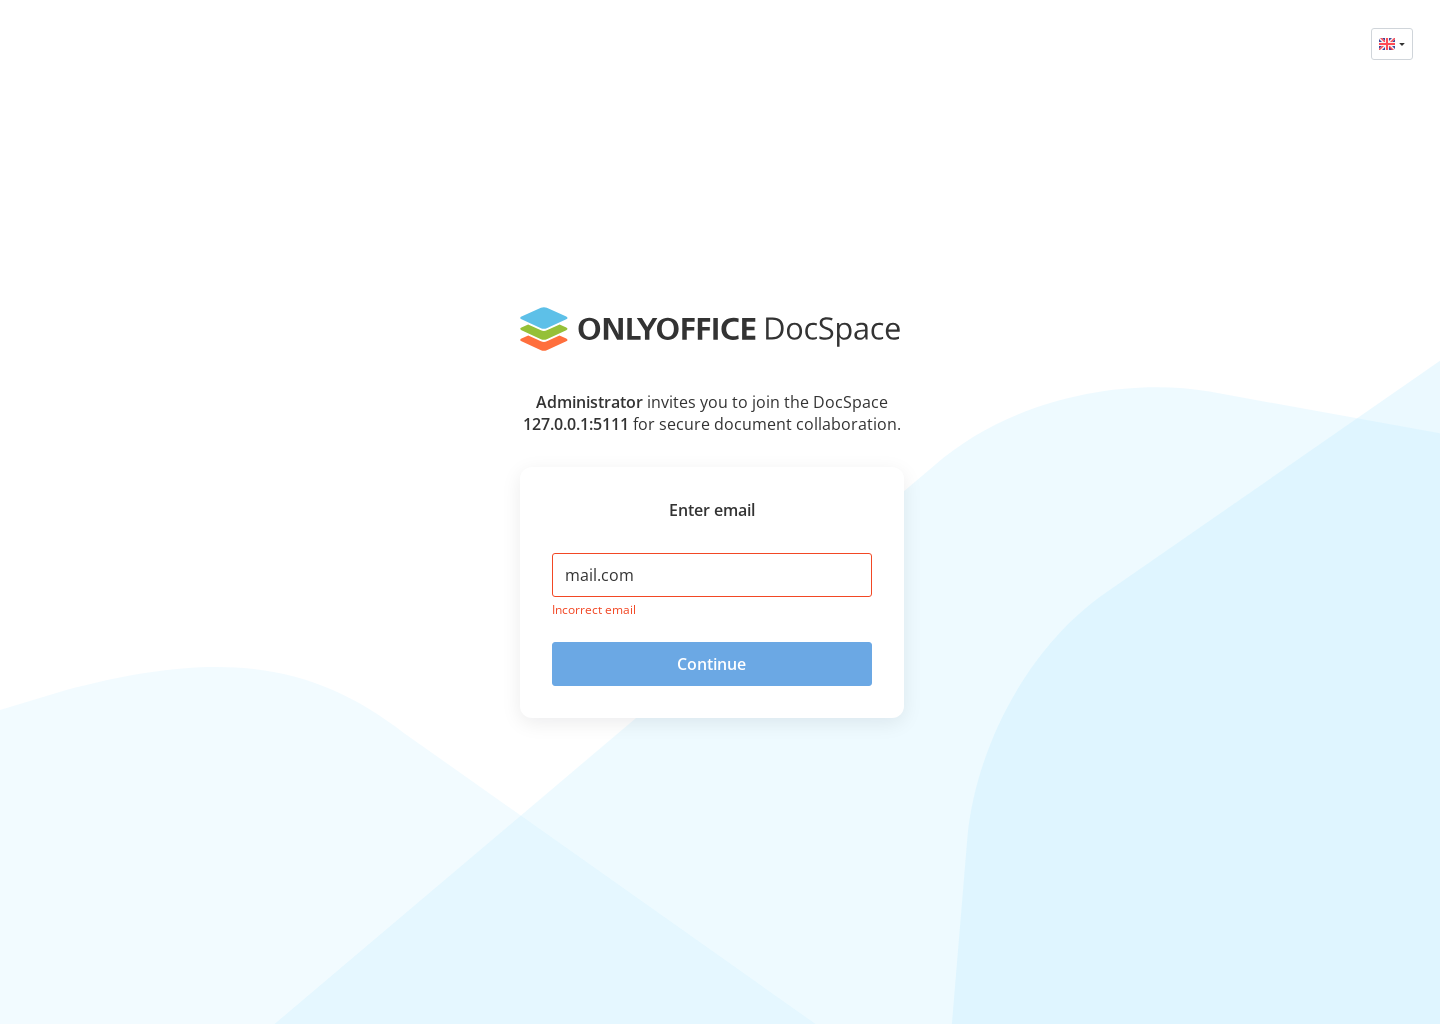 ONLYOFFICE DocSpace
Administrator invites you to join the DocSpace
127.0.0.1:5111 for secure document collaboration.
Enter email
mail.com
Incorrect email
Continue